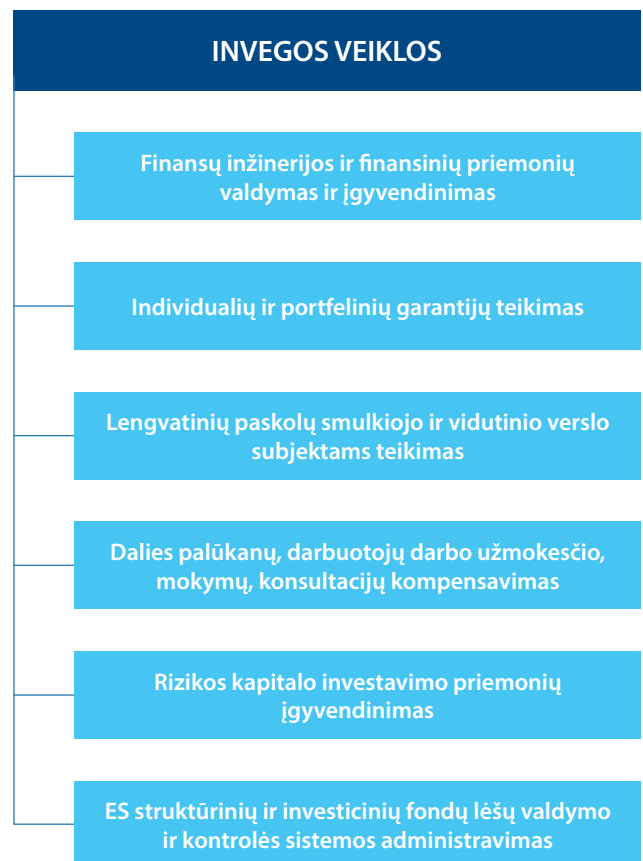 INVEGOS VEIKLOS
Finansų inžinerijos ir finansinių priemonių
valdymas ir įgyvendinimas
Individualių ir portfelinių garantijų teikimas
Lengvatinių paskolų smulkiojo ir vidutinio verslo
subjektams teikimas
Dalies palūkanų, darbuotojų darbo užmokesčio,
mokymų, konsultacijų kompensavimas
Rizikos kapitalo investavimo priemonių
įgyvendinimas
ES struktūrinių ir investicinių fondų lėšų valdymo
ir kontrolės sistemos administravimas